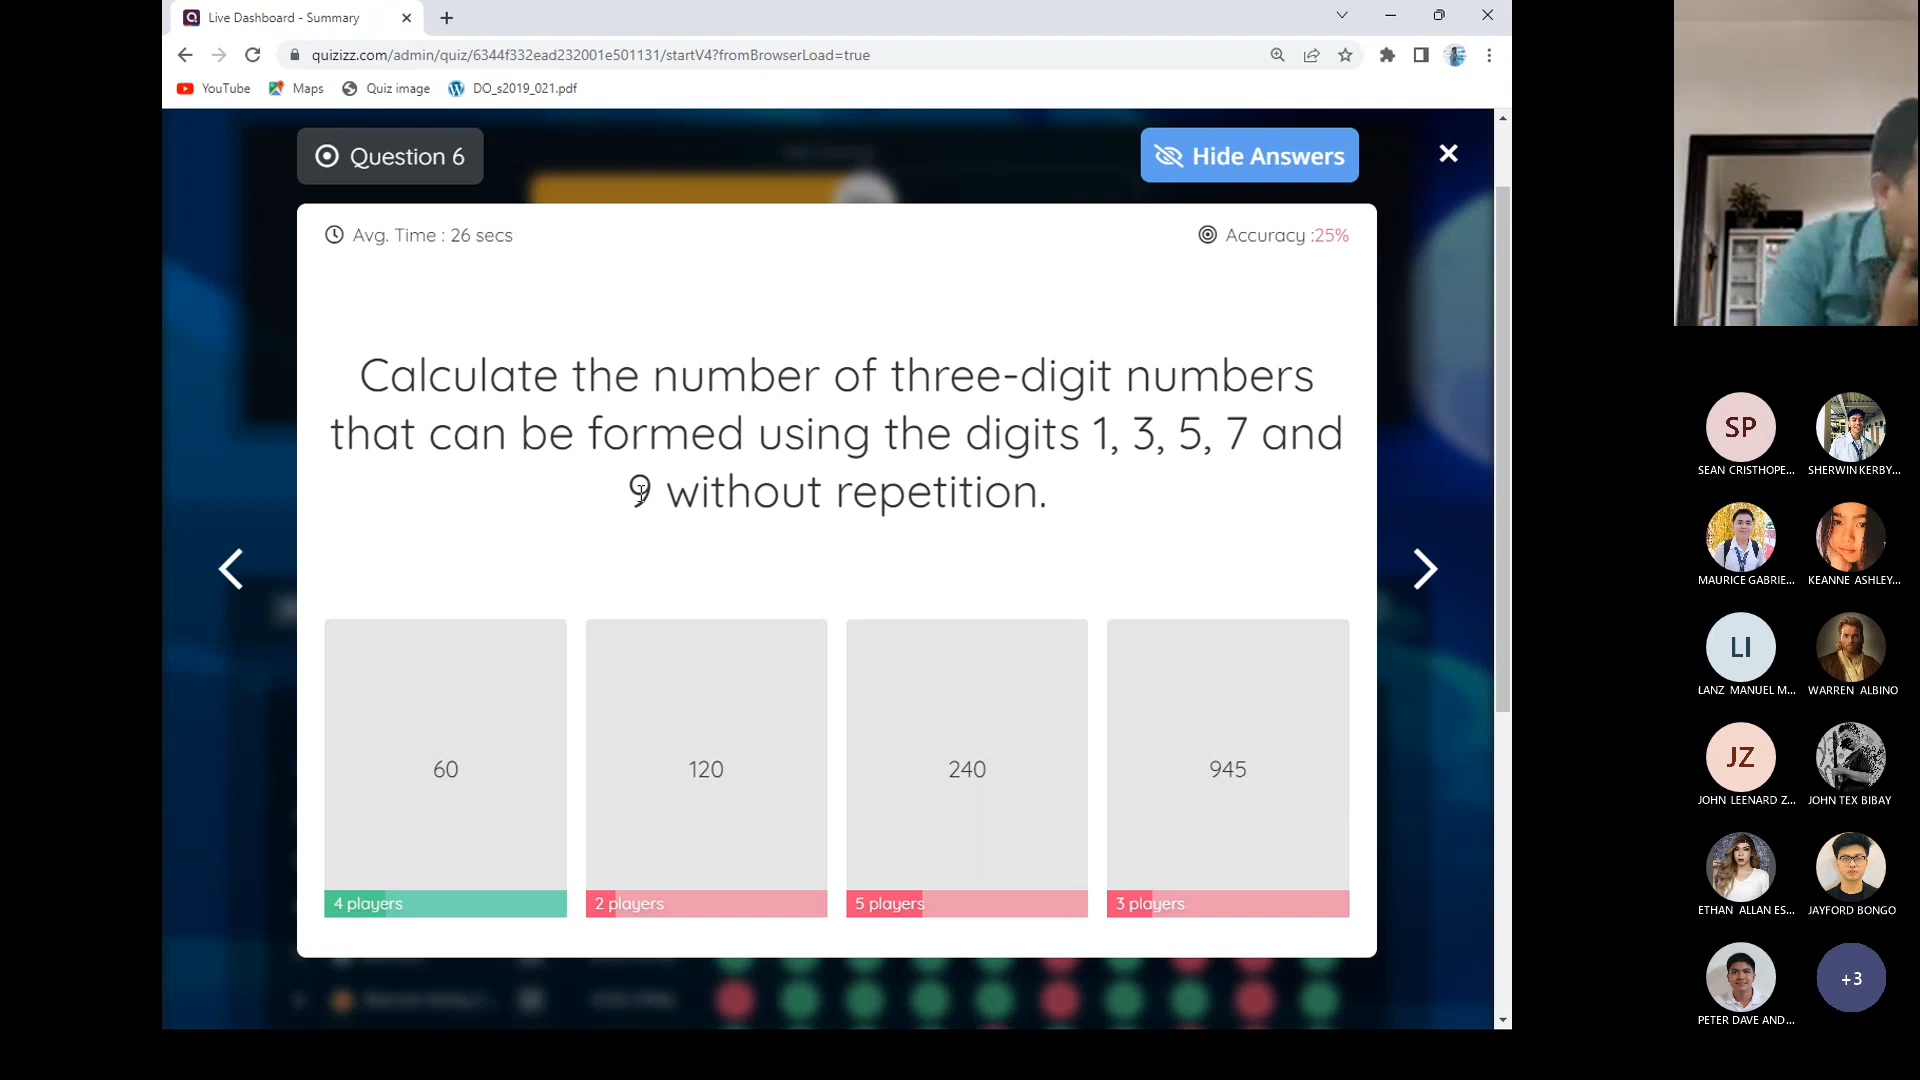 Live Dashboard - Summary
quizizz.com/admin/quiz/6344f332ead232001e501131/startV4?fromBrowserLoad=true
YouTube Maps Quiz image DO_s2019_021.pdf
Question 6
Hide Answers
Avg. Time : 26 secs
Accuracy :25%
Calculate the number of three-digit numbers
that can be formed using the digits 1, 3, 5, 7 and
9 without repetition.
60
120
240
945
4 players
2 players
5 players
3 players
SP
SEAN CRISTHOPE...
SHERWIN KERBY...
MAURICE GABRIE...
KEANNE ASHLEY...
LI
LANZ MANUEL M...
WARREN ALBINO
JZ
JOHN LEENARD Z...
JOHN TEX BIBAY
ETHAN ALLAN ES...
JAYFORD BONGO
PETER DAVE AND...
+3